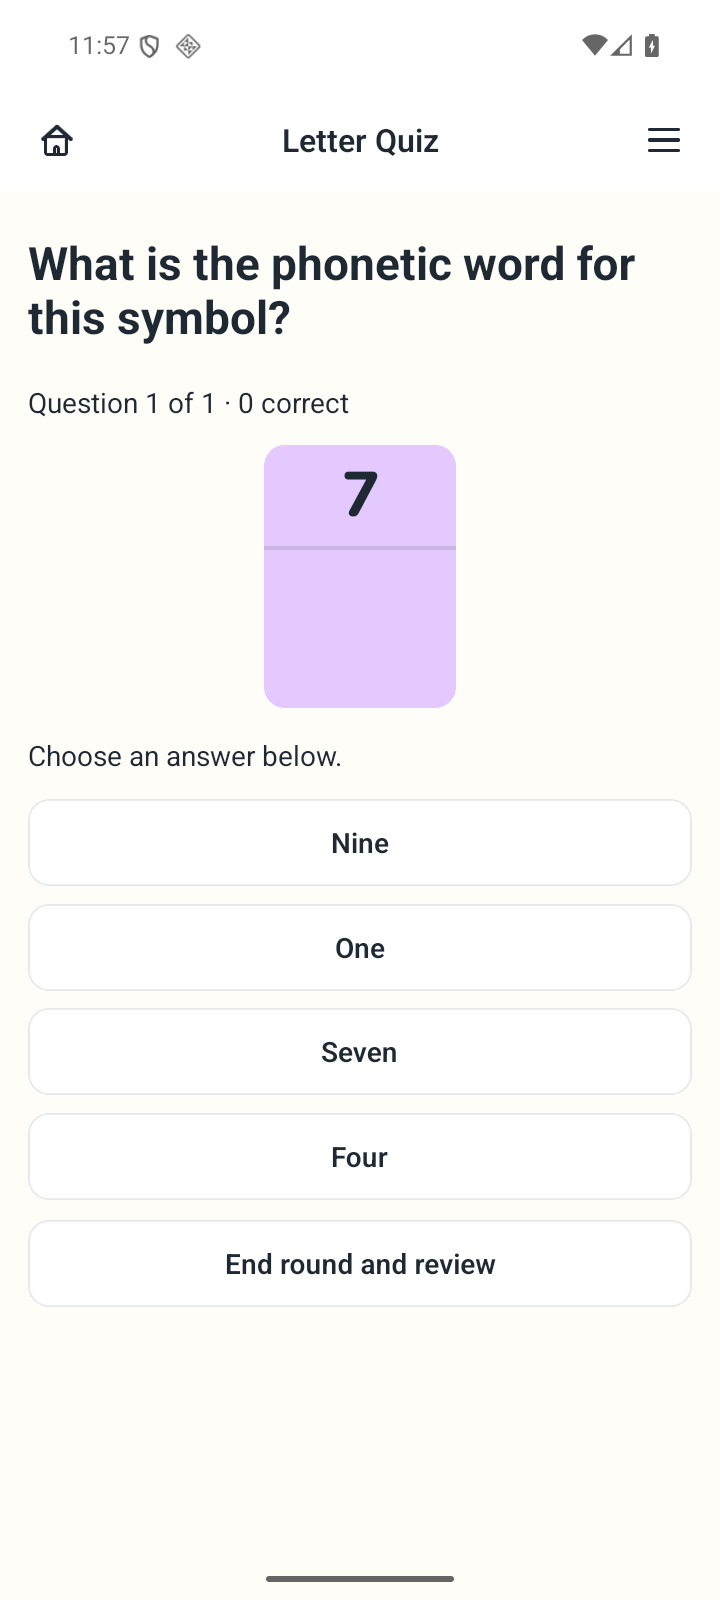 11:57
Letter Quiz
What is the phonetic word for
this symbol?
Question 1 of 1 · 0 correct
7
Choose an answer below.
Nine
One
Seven
Four
End round and review